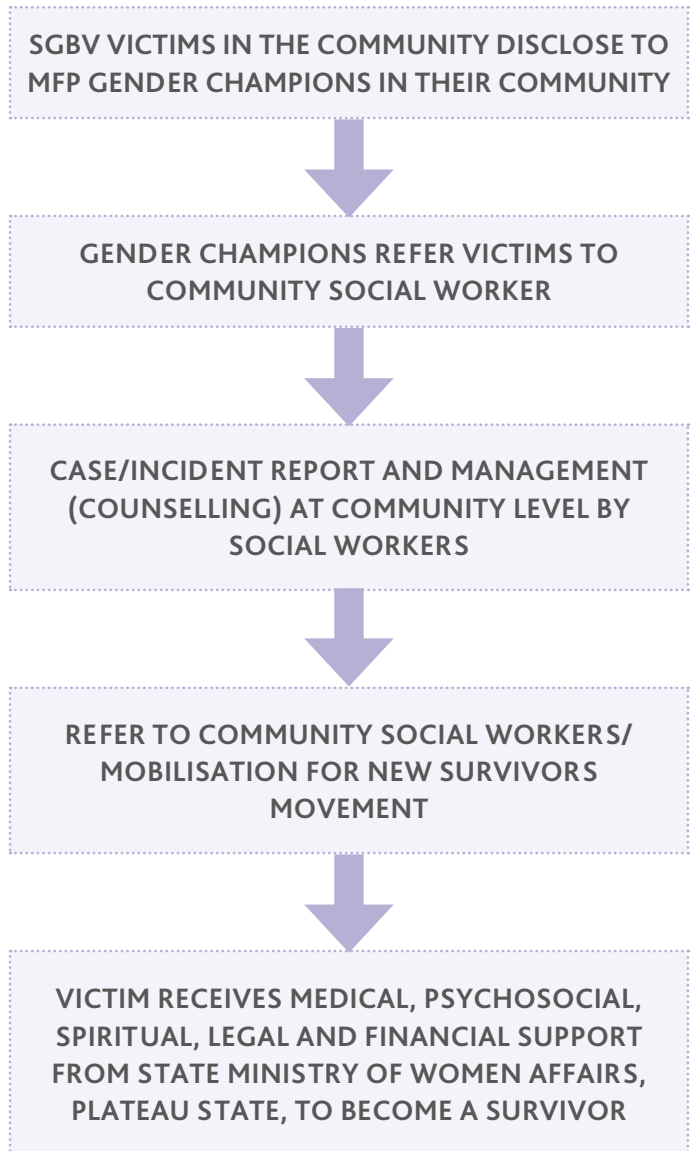 SGBV VICTIMS IN THE COMMUNITY DISCLOSE TO
MFP GENDER CHAMPIONS IN THEIR COMMUNITY
GENDER CHAMPIONS REFER VICTIMS TO
COMMUNITY SOCIAL WORKER
CASE/INCIDENT REPORT AND MANAGEMENT
(COUNSELLING) AT COMMUNITY LEVEL BY
SOCIAL WORKERS
REFER TO COMMUNITY SOCIAL WORKERS/
MOBILISATION FOR NEW SURVIVORS
MOVEMENT
VICTIM RECEIVES MEDICAL, PSYCHOSOCIAL,
SPIRITUAL, LEGAL AND FINANCIAL SUPPORT
FROM STATE MINISTRY OF WOMEN AFFAIRS,
PLATEAU STATE, TO BECOME A SURVIVOR